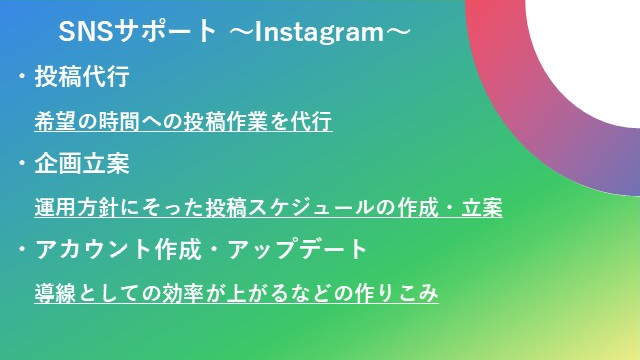 SNSサポート ～Instagram～
・投稿代行
希望の時間への投稿作業を代行
・企画立案
運用方針にそった投稿スケジュールの作成・立案
・アカウント作成・アップデート
導線としての効率が上がるなどの作りこみ